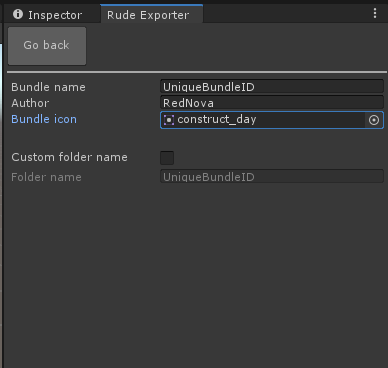 Inspector Rude Exporter
Go back
Bundle name UniqueBundleID
Author RedNova
Bundle icon construct_day
Custom folder name
Folder name UniqueBundleID